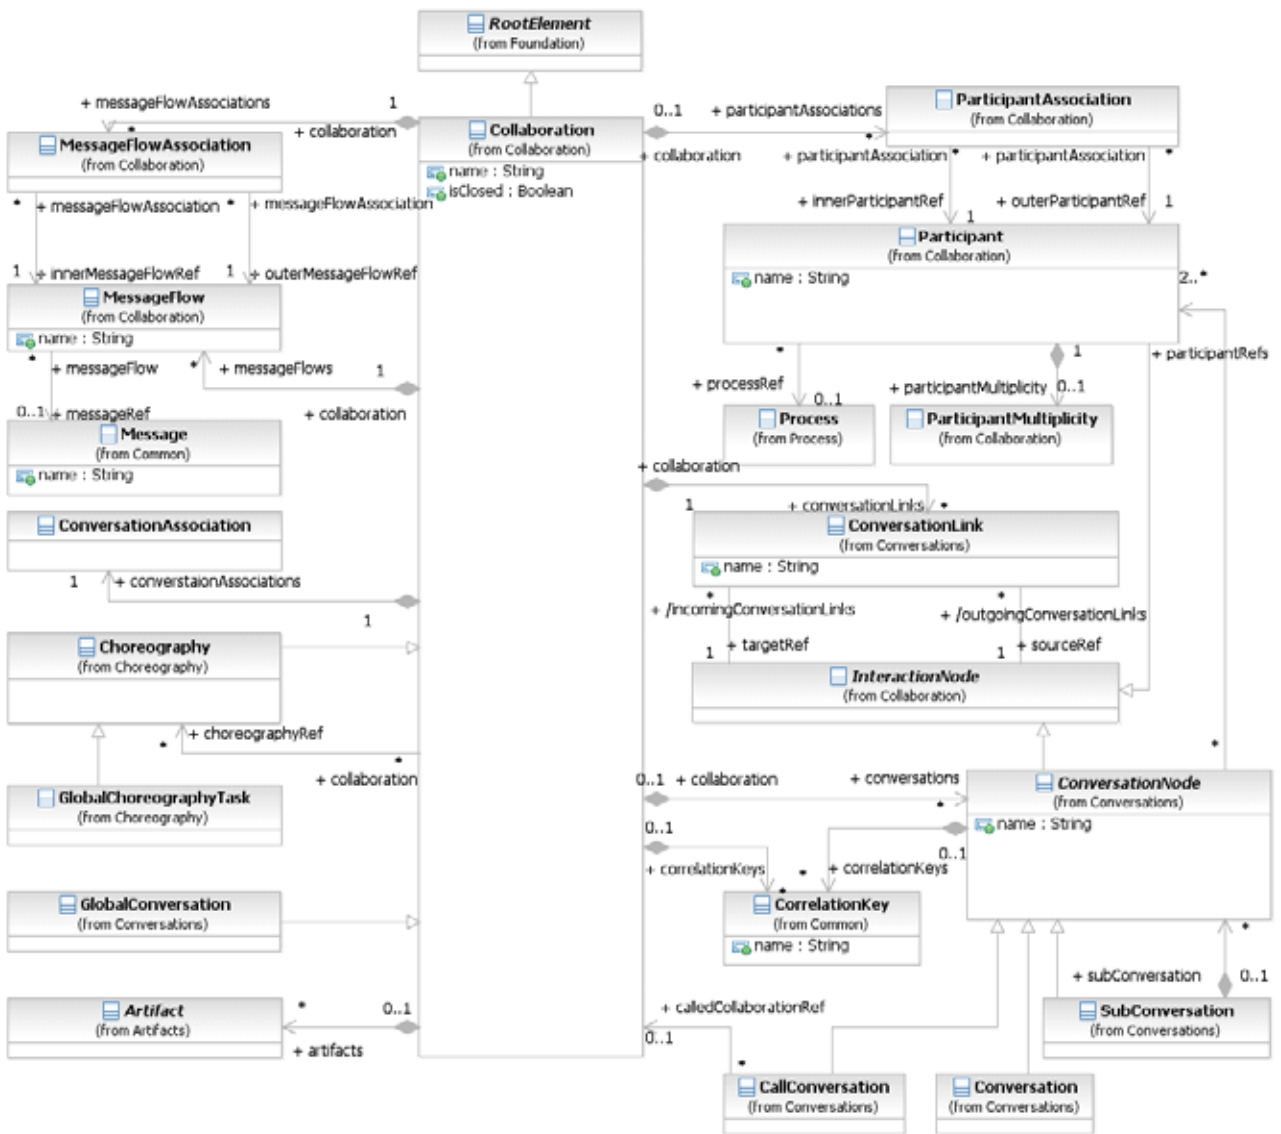 RootElement
(from Foundation)
+ messageFlowAssociations
1
*
+ collaboration
MessageFlowAssociation
(from Collaboration)
* + messageFlowAssociation
* + messageFlowAssociation
1 + innerMessageFlowRef
1 + outerMessageFlowRef
MessageFlow
(from Collaboration)
name : String
* + messageFlow
* + messageFlows
1
+ collaboration
0..1 + messageRef
Message
(from Common)
name : String
ConversationAssociation
1 + converstaionAssociations
1
Choreography
(from Choreography)
* + choreographyRef
*
+ collaboration
GlobalChoreographyTask
(from Choreography)
GlobalConversation
(from Conversations)
Artifact
(from Artifacts)
*
0..1
+ artifacts
Collaboration
(from Collaboration)
name : String
isClosed : Boolean
0..1 + participantAssociations
*
+ collaboration
ParticipantAssociation
(from Collaboration)
+ participantAssociation *
+ participantAssociation *
+ innerParticipantRef
1
+ outerParticipantRef 1
Participant
(from Collaboration)
name : String
2..*
+ participantRefs
*
+ processRef
0..1
1
+ participantMultiplicity 0..1
Process
(from Process)
ParticipantMultiplicity
(from Collaboration)
+ collaboration
1
+ conversationLinks *
ConversationLink
(from Conversations)
name : String
*
+ /incomingConversationLinks
*
+ /outgoingConversationLinks
1 + targetRef
1 + sourceRef
InteractionNode
(from Collaboration)
*
0..1 + collaboration
+ conversations
*
ConversationNode
(from Conversations)
name : String
0..1
+ correlationKeys
*
0..1
* + correlationKeys
CorrelationKey
(from Common)
name : String
*
+ subConversation
0..1
SubConversation
(from Conversations)
+ caledCollaborationRef
0..1
*
CallConversation
(from Conversations)
Conversation
(from Conversations)